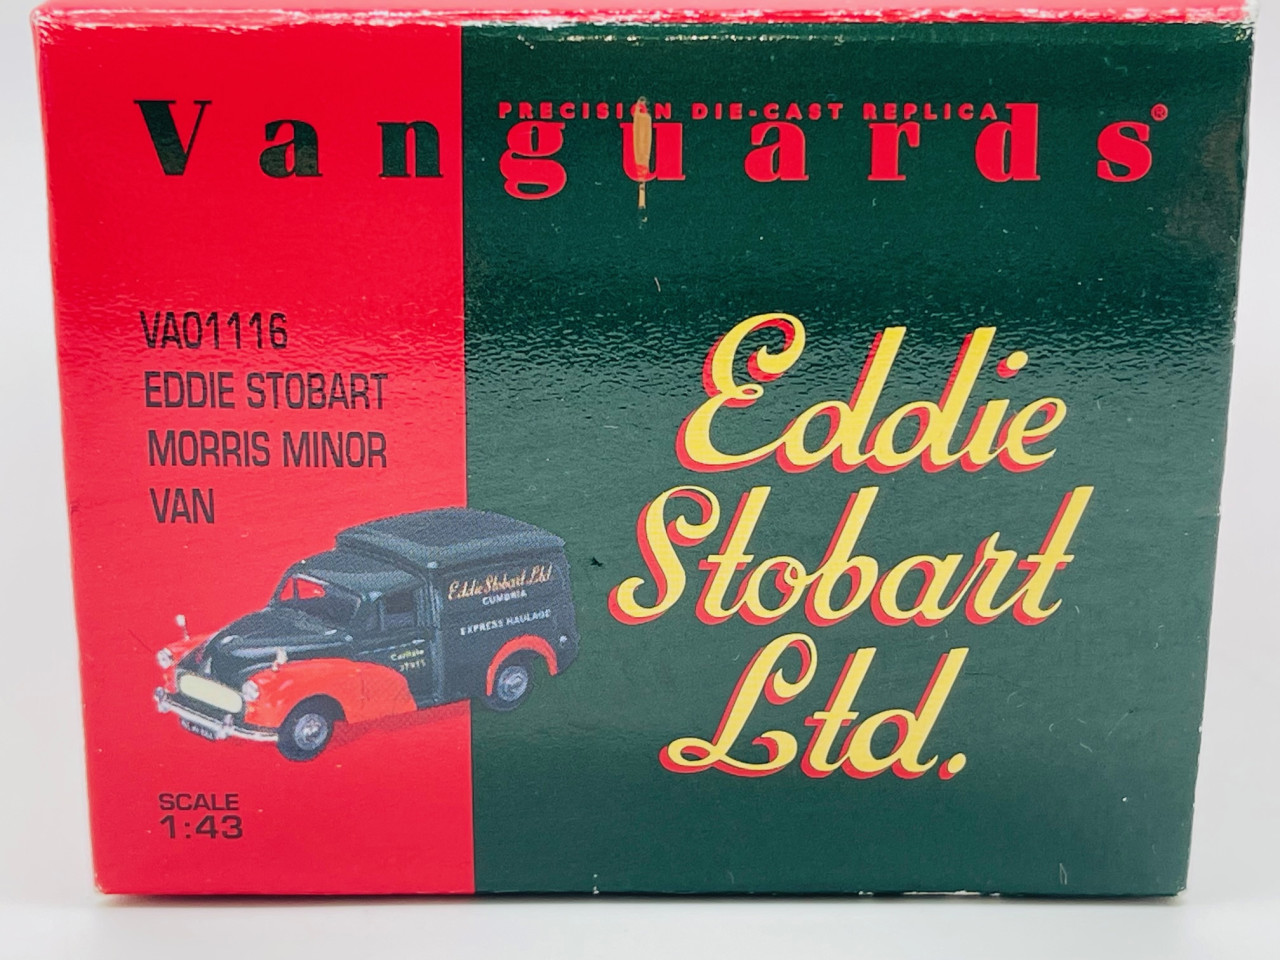 Vanguards®
PRECISION DIE-CAST REPLICA
VA01116
EDDIE STOBART
MORRIS MINOR
VAN
Eddie
Stobart
Ltd.
Eddie Stobart Ltd
CUMBRIA
EXPRESS HAULAGE
Carlisle
SCALE
1:43